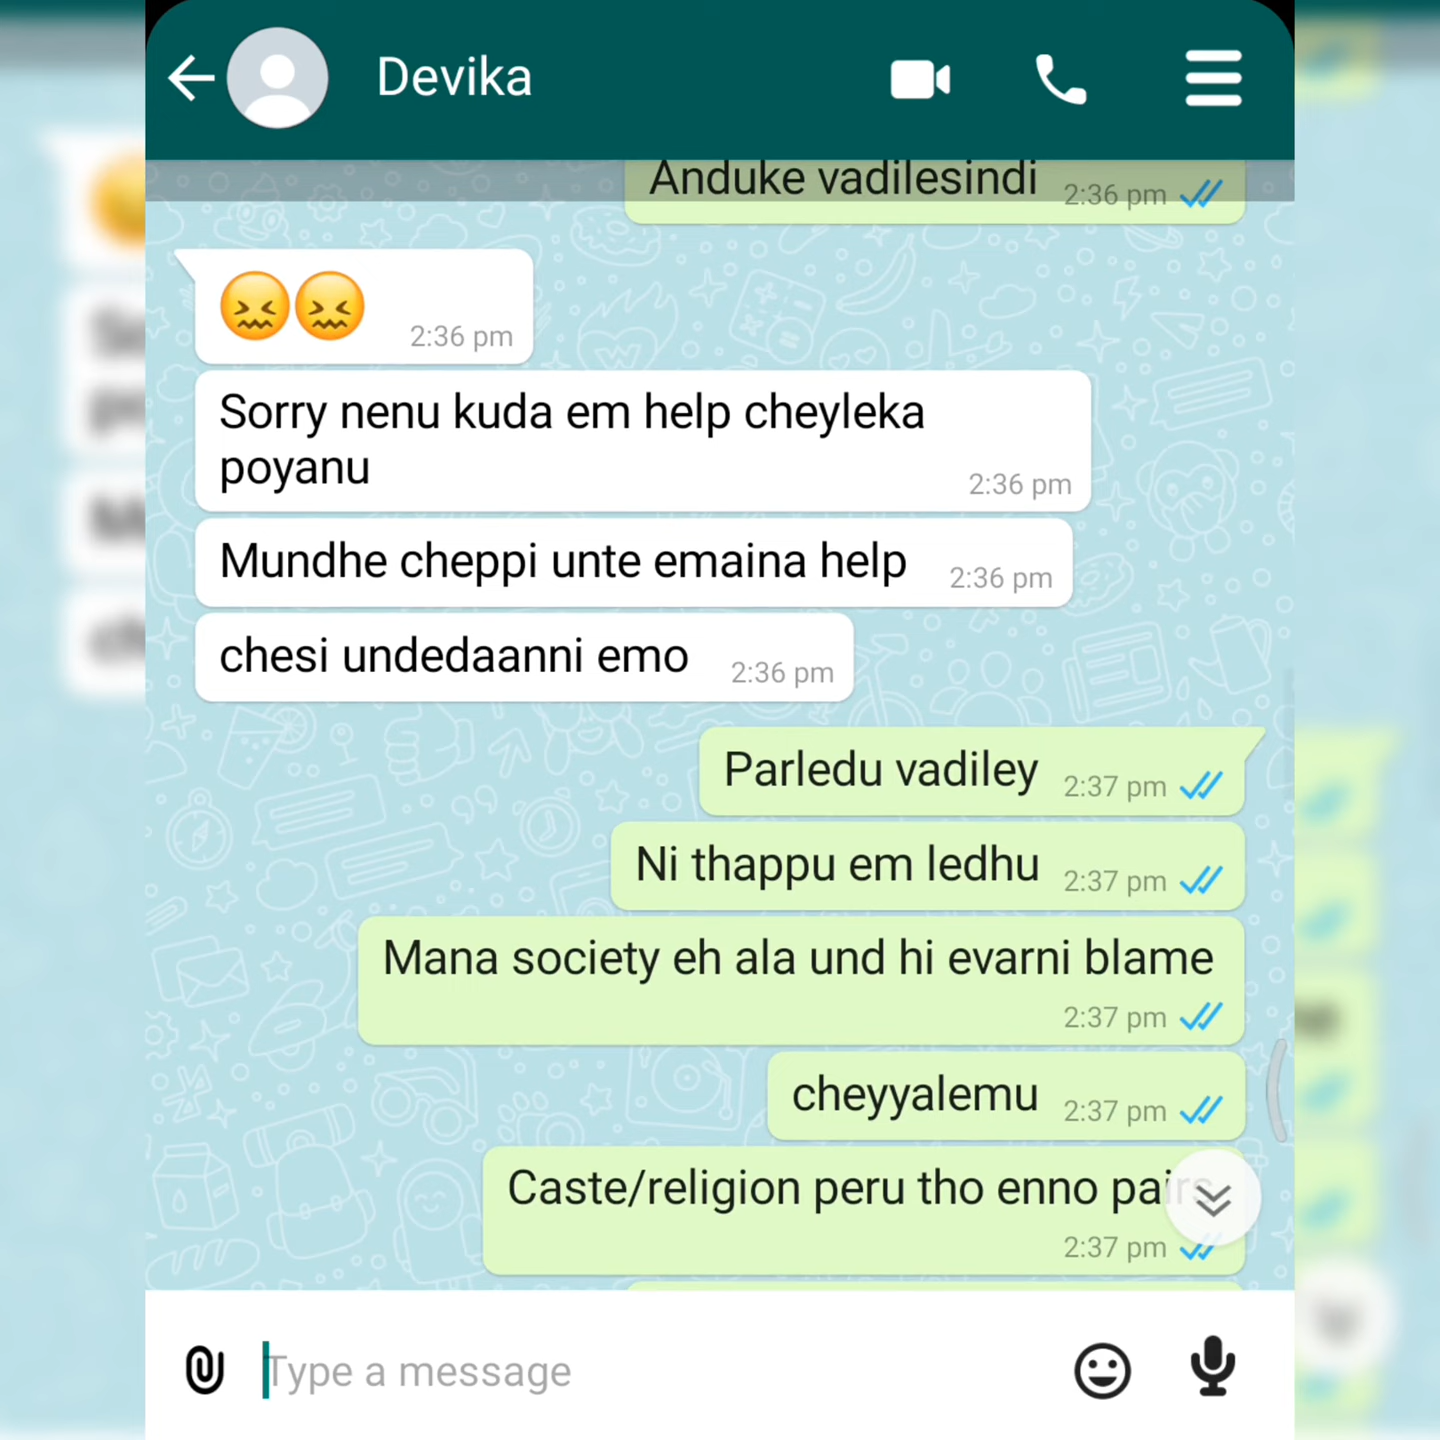 Devika
Anduke vadilesindi 2:36 pm
😖😖 2:36 pm
Sorry nenu kuda em help cheyleka
poyanu 2:36 pm
Mundhe cheppi unte emaina help 2:36 pm
chesi undedaanni emo 2:36 pm
Parledu vadiley 2:37 pm
Ni thappu em ledhu 2:37 pm
Mana society eh ala und hi evarni blame
2:37 pm
cheyyalemu 2:37 pm
Caste/religion peru tho enno pairs
2:37 pm
Type a message